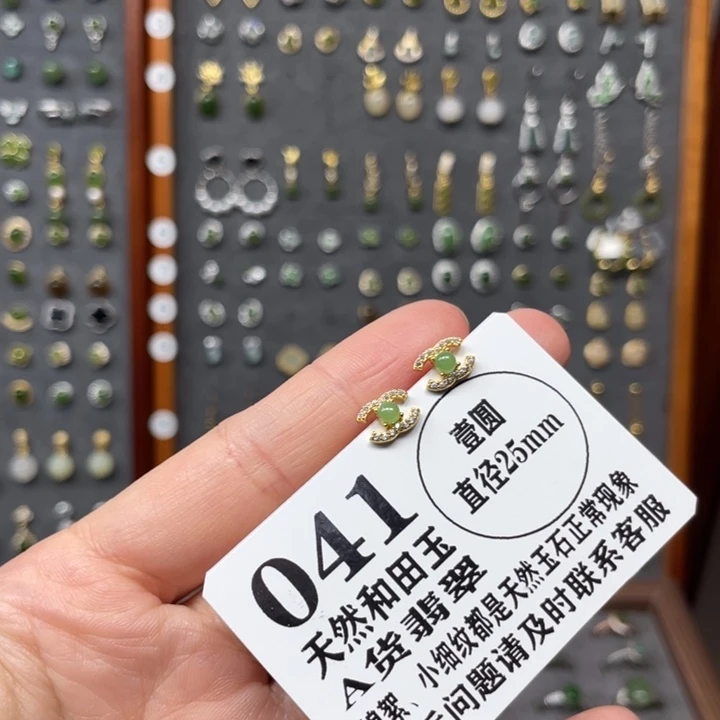 壹圆
直径25mm
041
天然和田玉
A货翡翠
絮、小细纹都是天然玉石正常现象
问题请及时联系客服